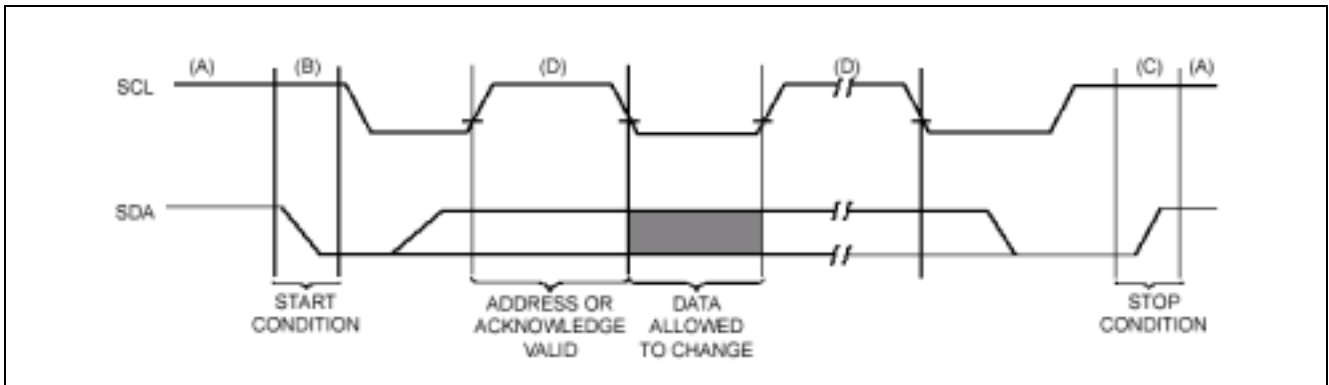 (A) (B) (D) (D) (C) (A)
SCL
SDA
START
CONDITION
ADDRESS OR
ACKNOWLEDGE
VALID
DATA
ALLOWED
TO CHANGE
STOP
CONDITION